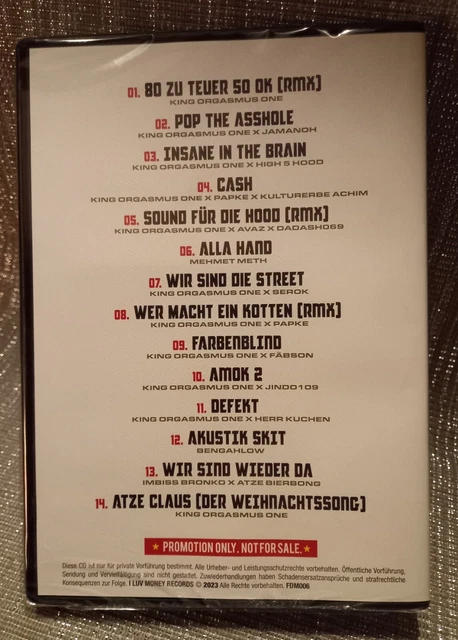 01. 80 ZU TEUER 50 OK (RMX)
KING ORGASMUS ONE
02. POP THE ASSHOLE
KING ORGASMUS ONE X JAMANOH
03. INSANE IN THE BRAIN
KING ORGASMUS ONE X HIGH 5 HOOD
04. CASH
KING ORGASMUS ONE X PAPKE X KULTURERBE ACHIM
05. SOUND FÜR DIE HOOD (RMX)
KING ORGASMUS ONE X AVAZ X DADASH069
06. ALLA HAND
MEHMET METH
07. WIR SIND DIE STREET
KING ORGASMUS ONE X SEROK
08. WER MACHT EIN KOTTEN (RMX)
KING ORGASMUS ONE X PAPKE
09. FARBENBLIND
KING ORGASMUS ONE X FÄBSON
10. AMOK 2
KING ORGASMUS ONE X JINDO109
11. DEFEKT
KING ORGASMUS ONE X HERR KUCHEN
12. AKUSTIK SKIT
BENGAHLOW
13. WIR SIND WIEDER DA
IMBISS BRONKO X ATZE BIERBONG
14. ATZE CLAUS (DER WEIHNACHTSSONG)
KING ORGASMUS ONE
★ PROMOTION ONLY. NOT FOR SALE. ★
Diese CD ist nur für private Vorführung bestimmt. Alle Urheber- und Leistungsschutzrechte vorbehalten. Öffentliche Vorführung,
Sendung und Vervielfältigung sind nicht gestattet. Zuwiederhandlungen haben Schadensersatzansprüche und strafrechtliche
Konsequenzen zur Folge. I LUV MONEY RECORDS © 2023 Alle Rechte vorbehalten. FDM006